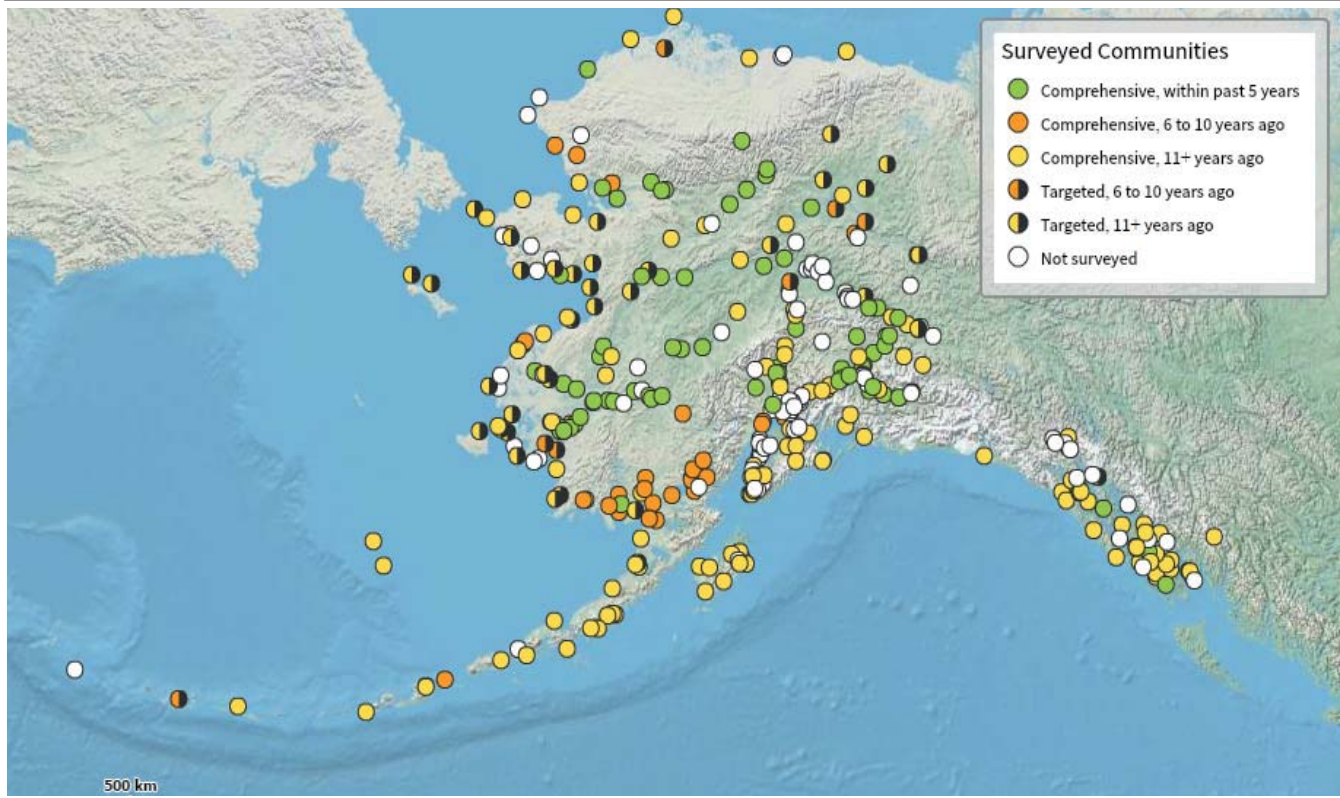 Surveyed Communities
Comprehensive, within past 5 years
Comprehensive, 6 to 10 years ago
Comprehensive, 11+ years ago
Targeted, 6 to 10 years ago
Targeted, 11+ years ago
Not surveyed
500 km